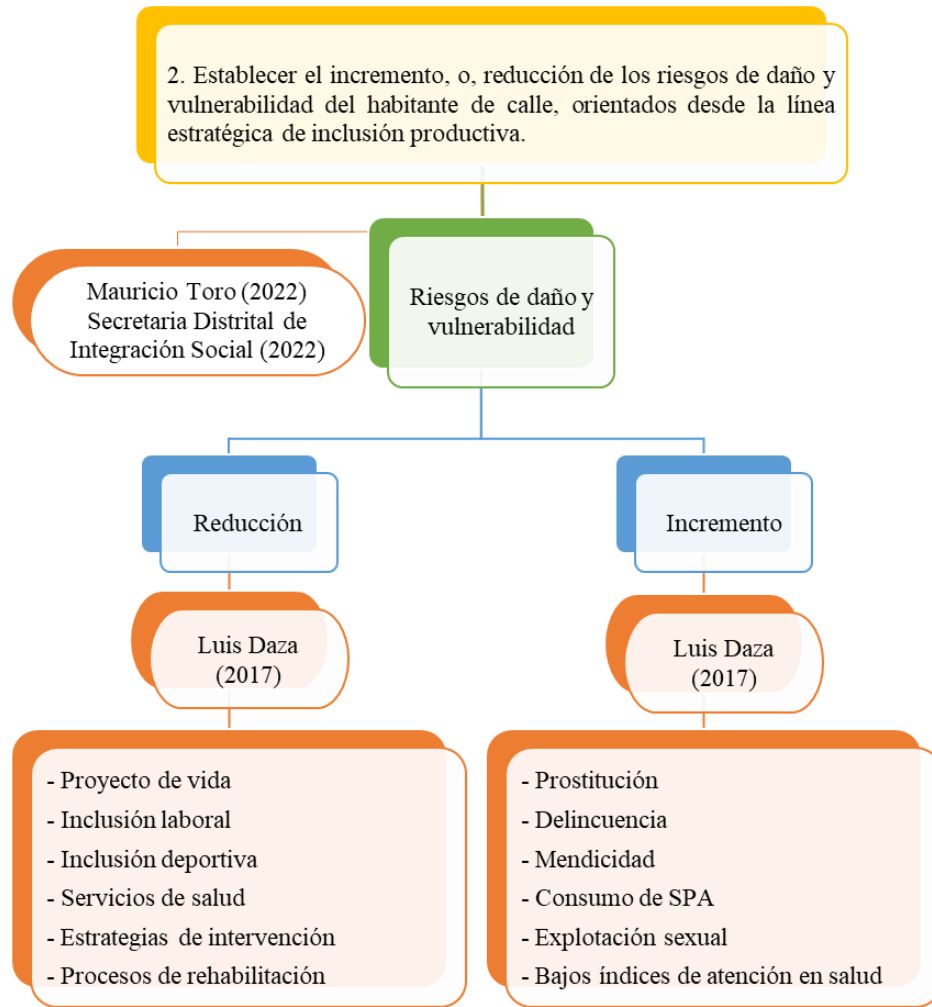 2. Establecer el incremento, o, reducción de los riesgos de daño y
vulnerabilidad del habitante de calle, orientados desde la línea
estratégica de inclusión productiva.
Mauricio Toro (2022)
Secretaria Distrital de
Integración Social (2022)
Riesgos de daño y
vulnerabilidad
Reducción
Incremento
Luis Daza
(2017)
Luis Daza
(2017)
- Proyecto de vida
- Inclusión laboral
- Inclusión deportiva
- Servicios de salud
- Estrategias de intervención
- Procesos de rehabilitación
- Prostitución
- Delincuencia
- Mendicidad
- Consumo de SPA
- Explotación sexual
- Bajos índices de atención en salud